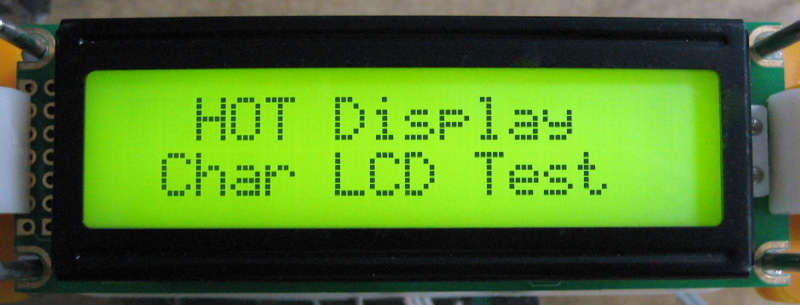 HOT Display
Char LCD Test